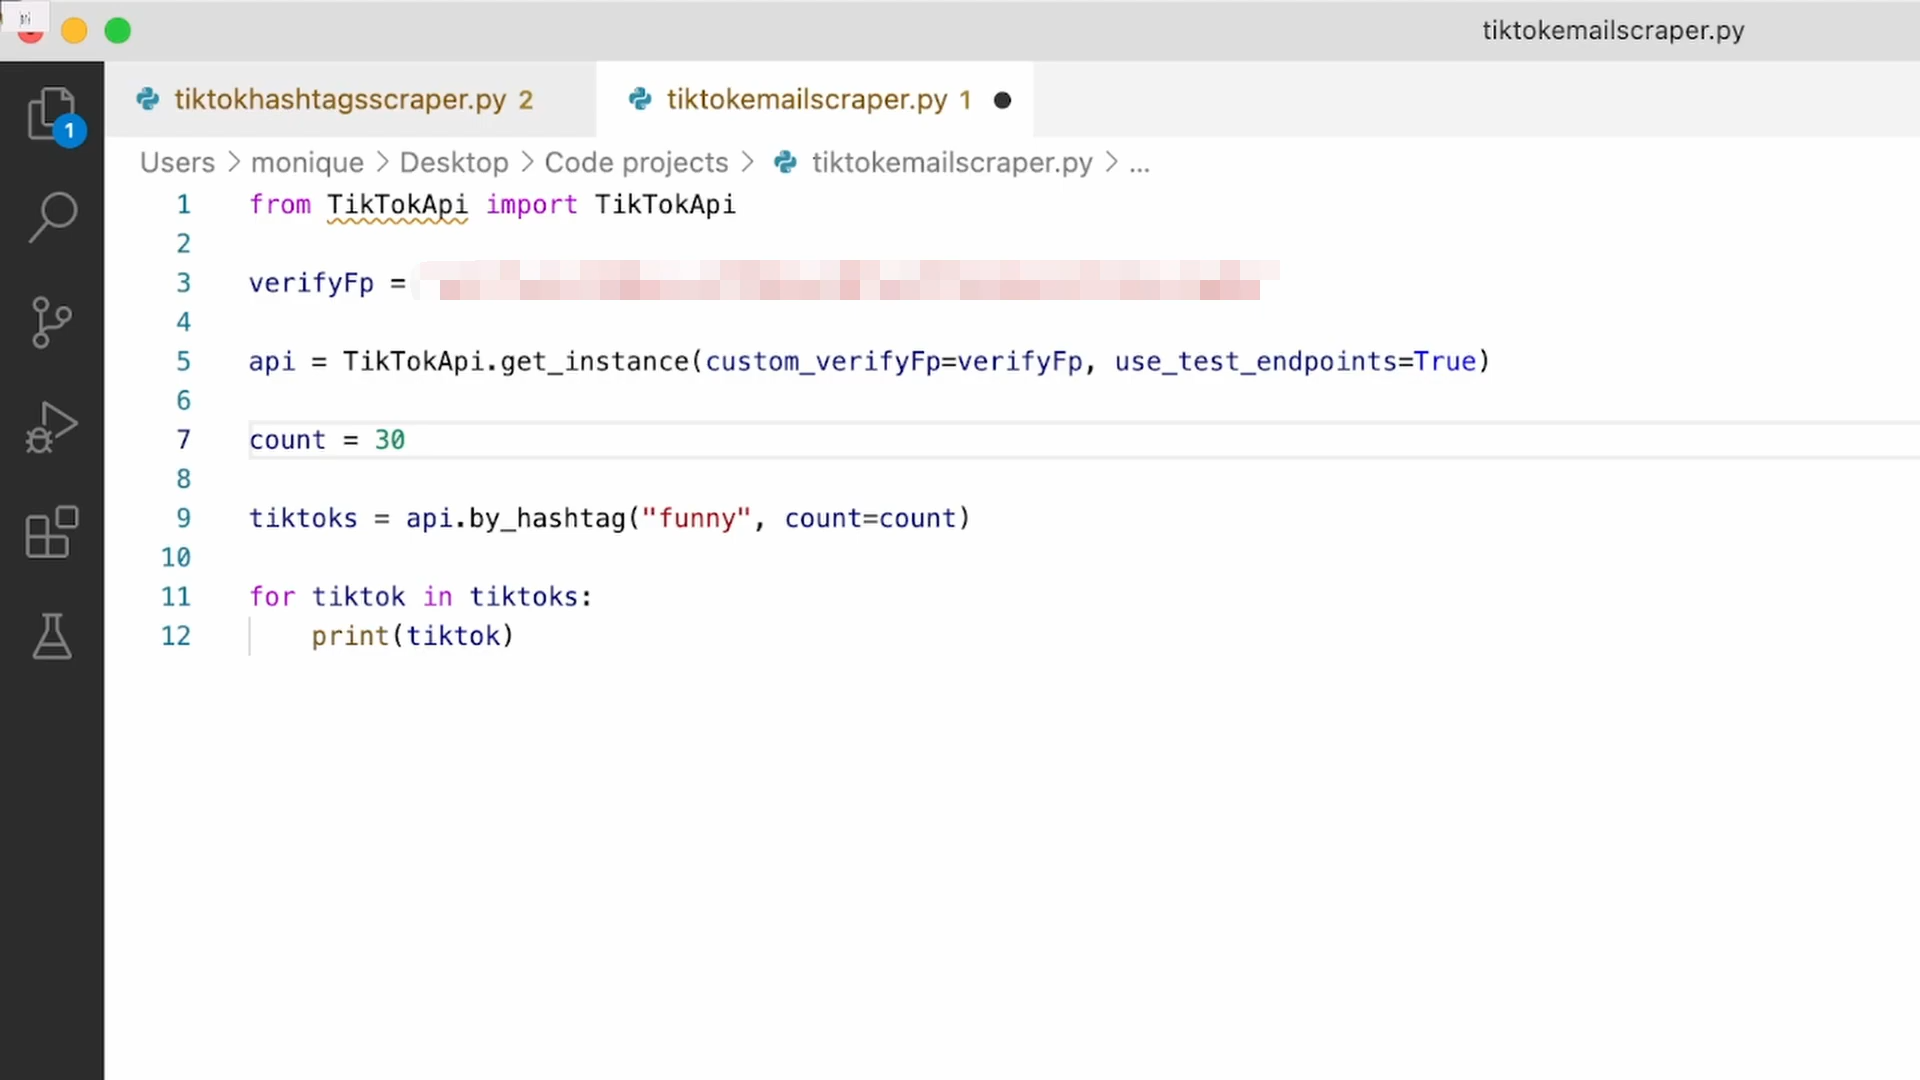 tiktokemailscraper.py
tiktokhashtagsscraper.py 2
tiktokemailscraper.py 1
1
Users > monique > Desktop > Code projects > tiktokemailscraper.py > ...
1 from TikTokApi import TikTokApi
2
3 verifyFp =
4
5 api = TikTokApi.get_instance(custom_verifyFp=verifyFp, use_test_endpoints=True)
6
7 count = 30
8
9 tiktoks = api.by_hashtag("funny", count=count)
10
11 for tiktok in tiktoks:
12 print(tiktok)